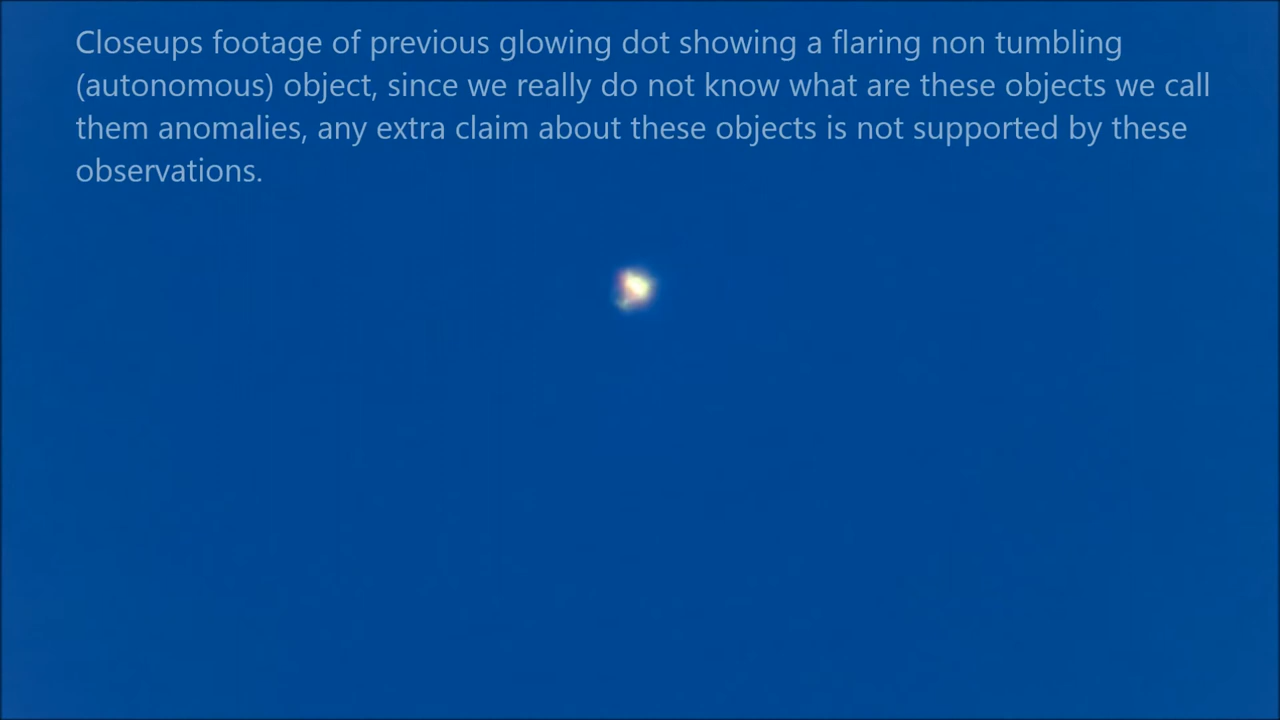 Closeups footage of previous glowing dot showing a flaring non tumbling
(autonomous) object, since we really do not know what are these objects we call
them anomalies, any extra claim about these objects is not supported by these
observations.